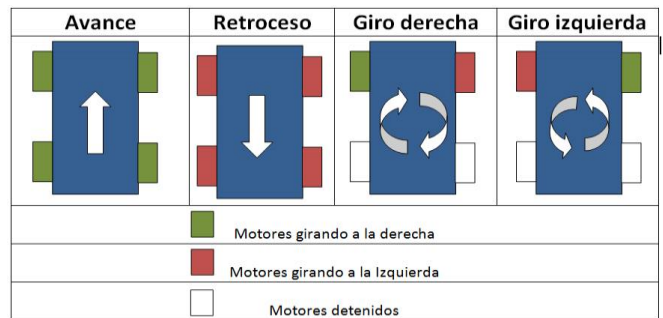 Avance
Retroceso
Giro derecha
Giro izquierda
Motores girando a la derecha
Motores girando a la Izquierda
Motores detenidos